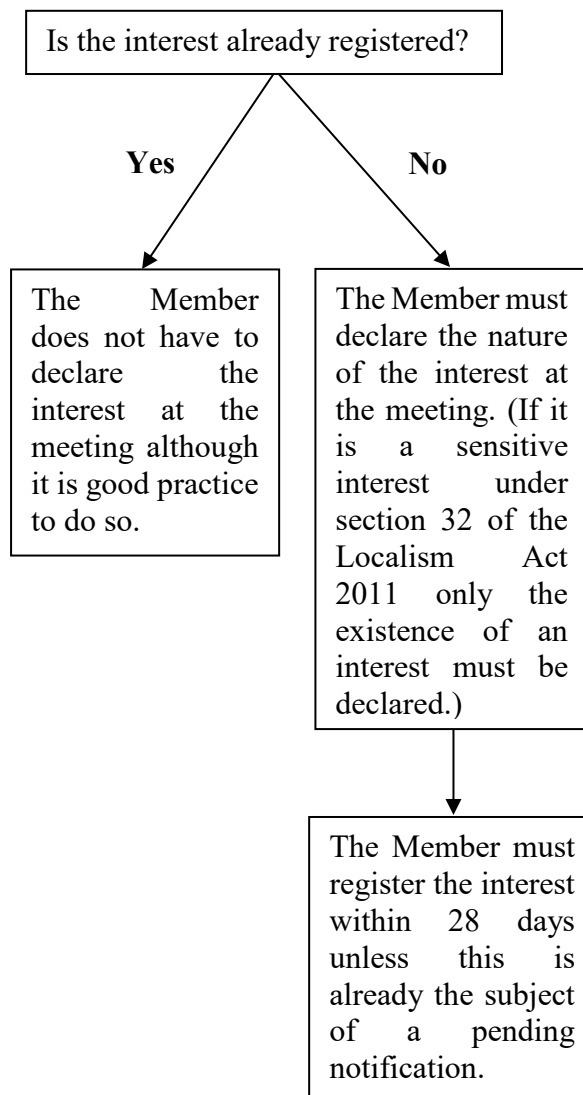 Is the interest already registered?
Yes
No
The Member
does not have to
declare the
interest at the
meeting although
it is good practice
to do so.
The Member must
declare the nature
of the interest at
the meeting. (If it
is a sensitive
interest under
section 32 of the
Localism Act
2011 only the
existence of an
interest must be
declared.)
The Member must
register the interest
within 28 days
unless this is
already the subject
of a pending
notification.